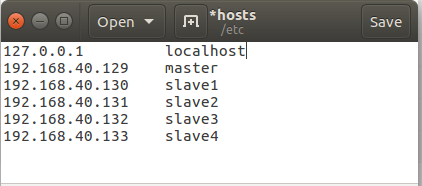 Open
*hosts
/etc
Save
127.0.0.1 localhost
192.168.40.129 master
192.168.40.130 slave1
192.168.40.131 slave2
192.168.40.132 slave3
192.168.40.133 slave4